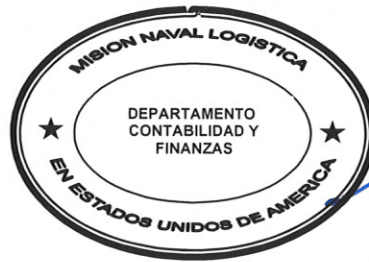 MISION NAVAL LOGISTICA
DEPARTAMENTO
CONTABILIDAD Y
FINANZAS
EN ESTADOS UNIDOS DE AMERICA